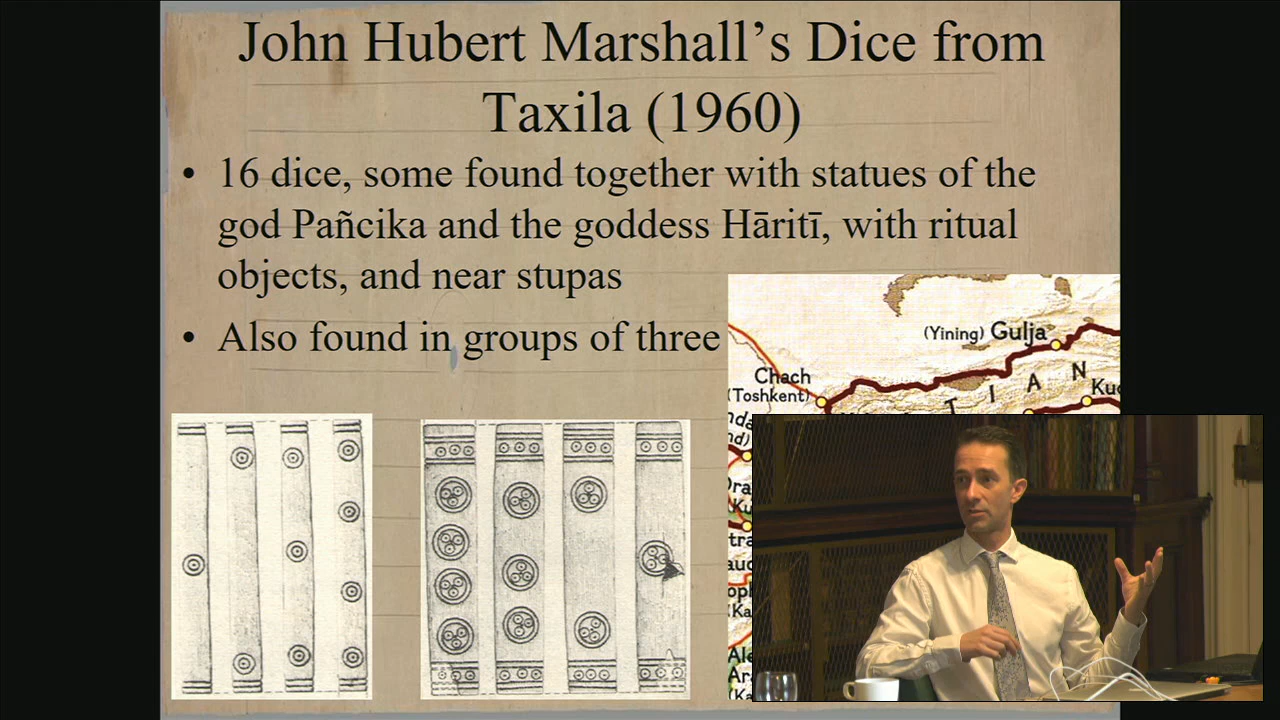 John Hubert Marshall’s Dice from
Taxila (1960)
• 16 dice, some found together with statues of the
god Pañcika and the goddess Hārītī, with ritual
objects, and near stupas
• Also found in groups of three
(Yining) Gulja
Chach
(Toshkent)
T I A N